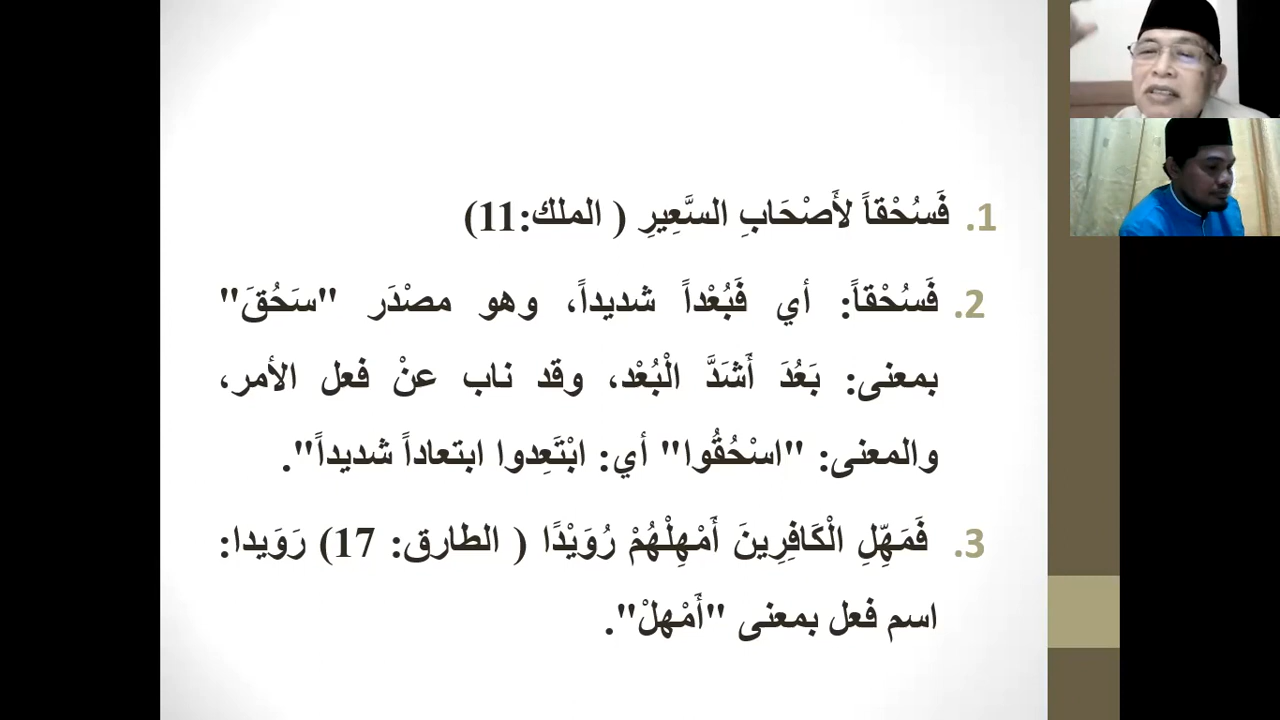 1. فَسُحْقاً لأَصْحَابِ السَّعِيرِ ( الملك:11)
2. فَسُحْقاً: أي فَبُعْداً شديداً، وهو مصْدَر "سَحُقَ"
بمعنى: بَعُدَ أَشَدَّ الْبُعْد، وقد ناب عنْ فعل الأمر،
والمعنى: "اسْحُقُوا" أي: ابْتَعِدوا ابتعاداً شديداً".
3. فَمَهِّلِ الْكَافِرِينَ أَمْهِلْهُمْ رُوَيْدًا ( الطارق: 17) رَوَيدا:
اسم فعل بمعنى "أَمْهلْ".